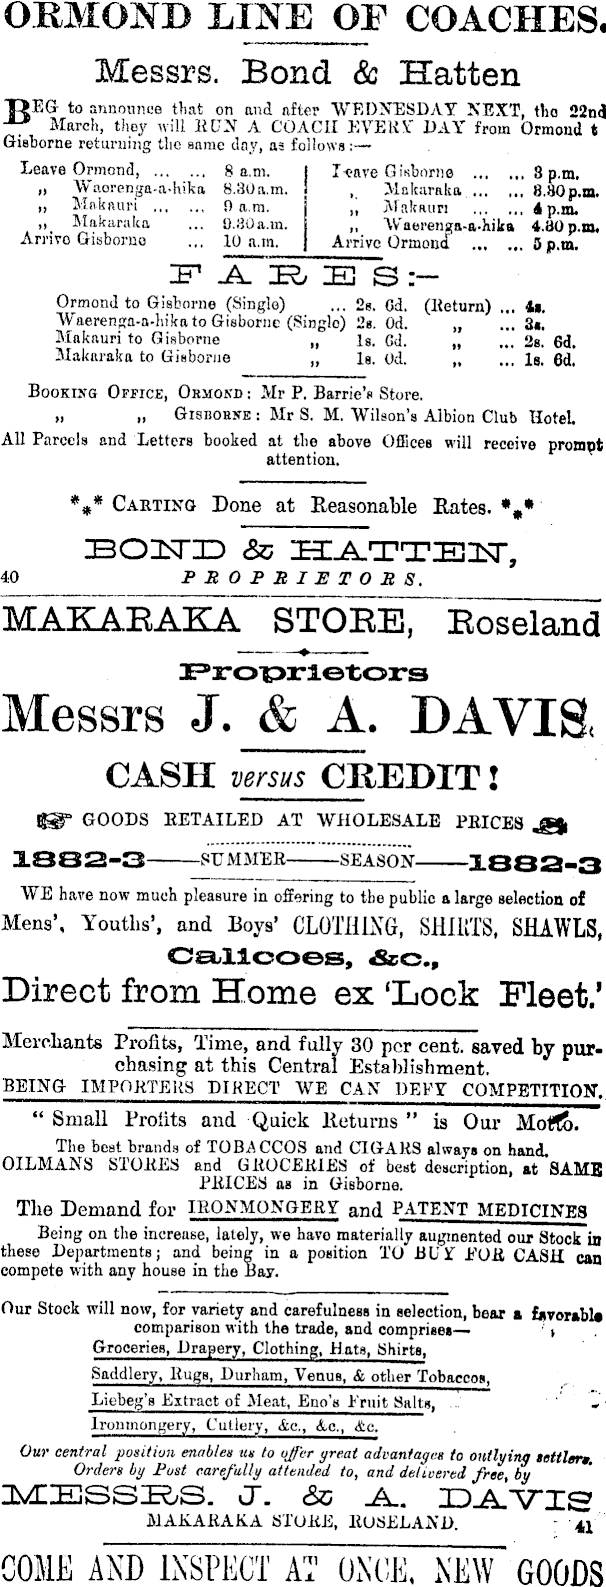 ORMOND LINE OF COACHES.
Messrs. Bond & Hatten
BEG to announce that on and after WEDNESDAY NEXT, the 22nd
March, they will RUN A COACH EVERY DAY from Ormond t
Gisborne returning the same day, as follows:—
Leave Ormond, ... ... 8 a.m.
„ Waerenga-a-hika 8.30 a.m.
„ Makauri ... ... 9 a.m.
„ Makaraka ... 9.30 a.m.
Arrive Gisborne ... 10 a.m.
Leave Gisborne ... ... 3 p.m.
„ Makaraka ... ... 3.30 p.m.
„ Makauri ... ... 4 p.m.
„ Waerenga-a-hika 4.30 p.m.
Arrive Ormond ... ... 5 p.m.
FARES:—
Ormond to Gisborne (Single) ... 2s. 6d. (Return) ... 4s.
Waerenga-a-hika to Gisborne (Single) 2s. 0d. „ ... 3s.
Makauri to Gisborne „ 1s. 6d. „ ... 2s. 6d.
Makaraka to Gisborne „ 1s. 0d. „ ... 1s. 6d.
BOOKING OFFICE, ORMOND: Mr P. Barrie's Store.
„ „ GISBORNE: Mr S. M. Wilson's Albion Club Hotel.
All Parcels and Letters booked at the above Offices will receive prompt
attention.
*** CARTING Done at Reasonable Rates. ***
BOND & HATTEN,
40 PROPRIETORS.
MAKARAKA STORE, Roseland
Proprietors
Messrs J. & A. DAVIS,
CASH versus CREDIT!
GOODS RETAILED AT WHOLESALE PRICES
1882-3——SUMMER——SEASON——1882-3
WE have now much pleasure in offering to the public a large selection of
Mens', Youths', and Boys' CLOTHING, SHIRTS, SHAWLS,
Calicoes, &c.,
Direct from Home ex 'Lock Fleet.'
Merchants Profits, Time, and fully 30 per cent. saved by pur-
chasing at this Central Establishment.
BEING IMPORTERS DIRECT WE CAN DEFY COMPETITION.
“ Small Profits and Quick Returns ” is Our Motto.
The best brands of TOBACCOS and CIGARS always on hand.
OILMANS STORES and GROCERIES of best description, at SAME
PRICES as in Gisborne.
The Demand for IRONMONGERY and PATENT MEDICINES
Being on the increase, lately, we have materially augmented our Stock in
these Departments; and being in a position TO BUY FOR CASH can
compete with any house in the Bay.
Our Stock will now, for variety and carefulness in selection, bear a favorable
comparison with the trade, and comprises—
Groceries, Drapery, Clothing, Hats, Shirts,
Saddlery, Rugs, Durham, Venus, & other Tobaccos,
Liebeg's Extract of Meat, Eno's Fruit Salts,
Ironmongery, Cutlery, &c., &c., &c.
Our central position enables us to offer great advantages to outlying settlers.
Orders by Post carefully attended to, and delivered free, by
MESSRS. J. & A. DAVIS
MAKARAKA STORE, ROSELAND. 41
COME AND INSPECT AT ONCE, NEW GOODS